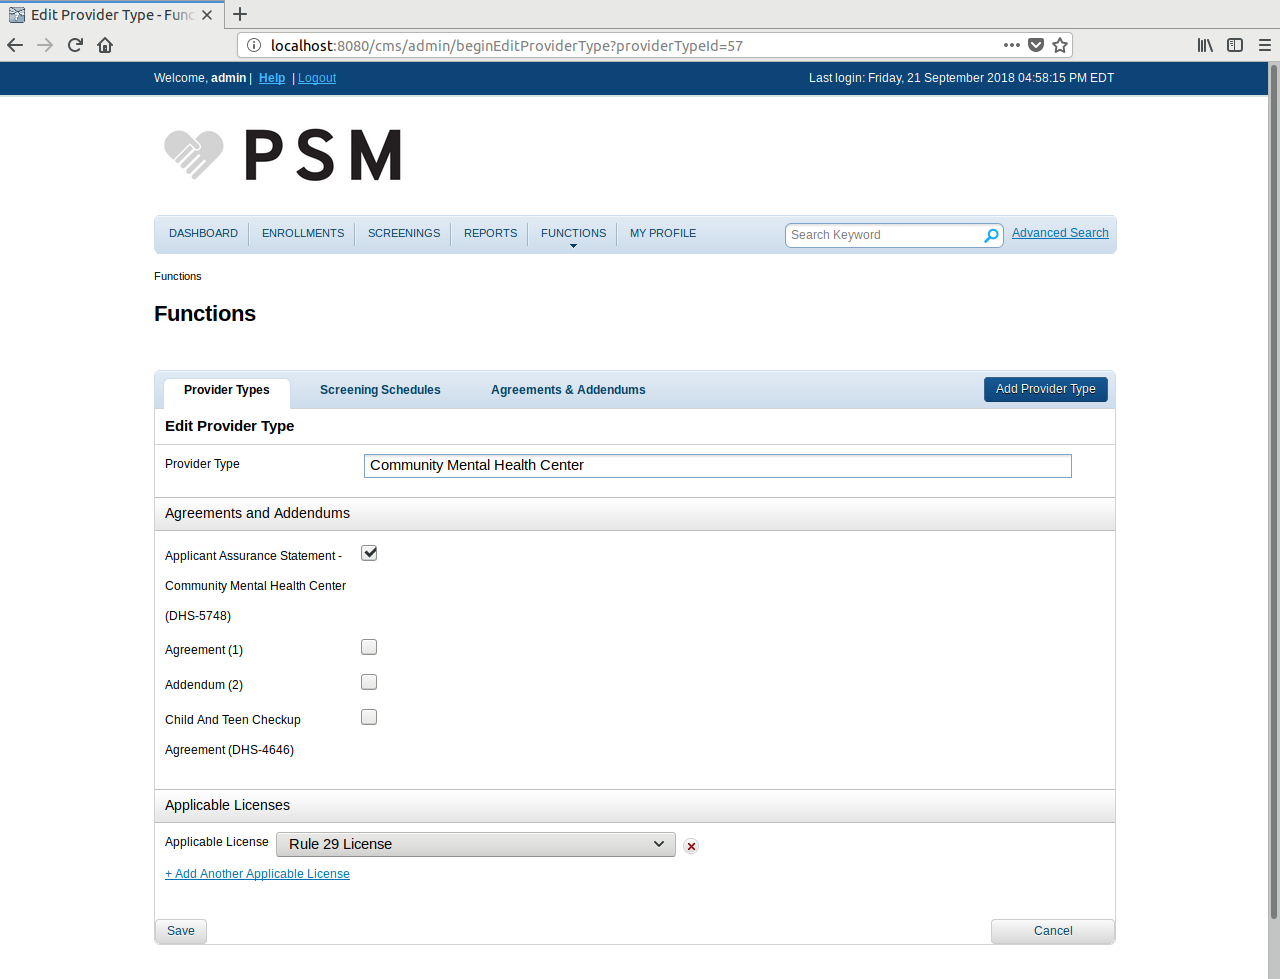 Edit Provider Type - Func
localhost:8080/cms/admin/beginEditProviderType?providerTypeId=57
Welcome, admin | Help | Logout
Last login: Friday, 21 September 2018 04:58:15 PM EDT
PSM
DASHBOARD ENROLLMENTS SCREENINGS REPORTS FUNCTIONS MY PROFILE Search Keyword Advanced Search
Functions
Functions
Provider Types Screening Schedules Agreements & Addendums Add Provider Type
Edit Provider Type
Provider Type Community Mental Health Center
Agreements and Addendums
Applicant Assurance Statement -
Community Mental Health Center
(DHS-5748)
Agreement (1)
Addendum (2)
Child And Teen Checkup
Agreement (DHS-4646)
Applicable Licenses
Applicable License Rule 29 License
+ Add Another Applicable License
Save Cancel